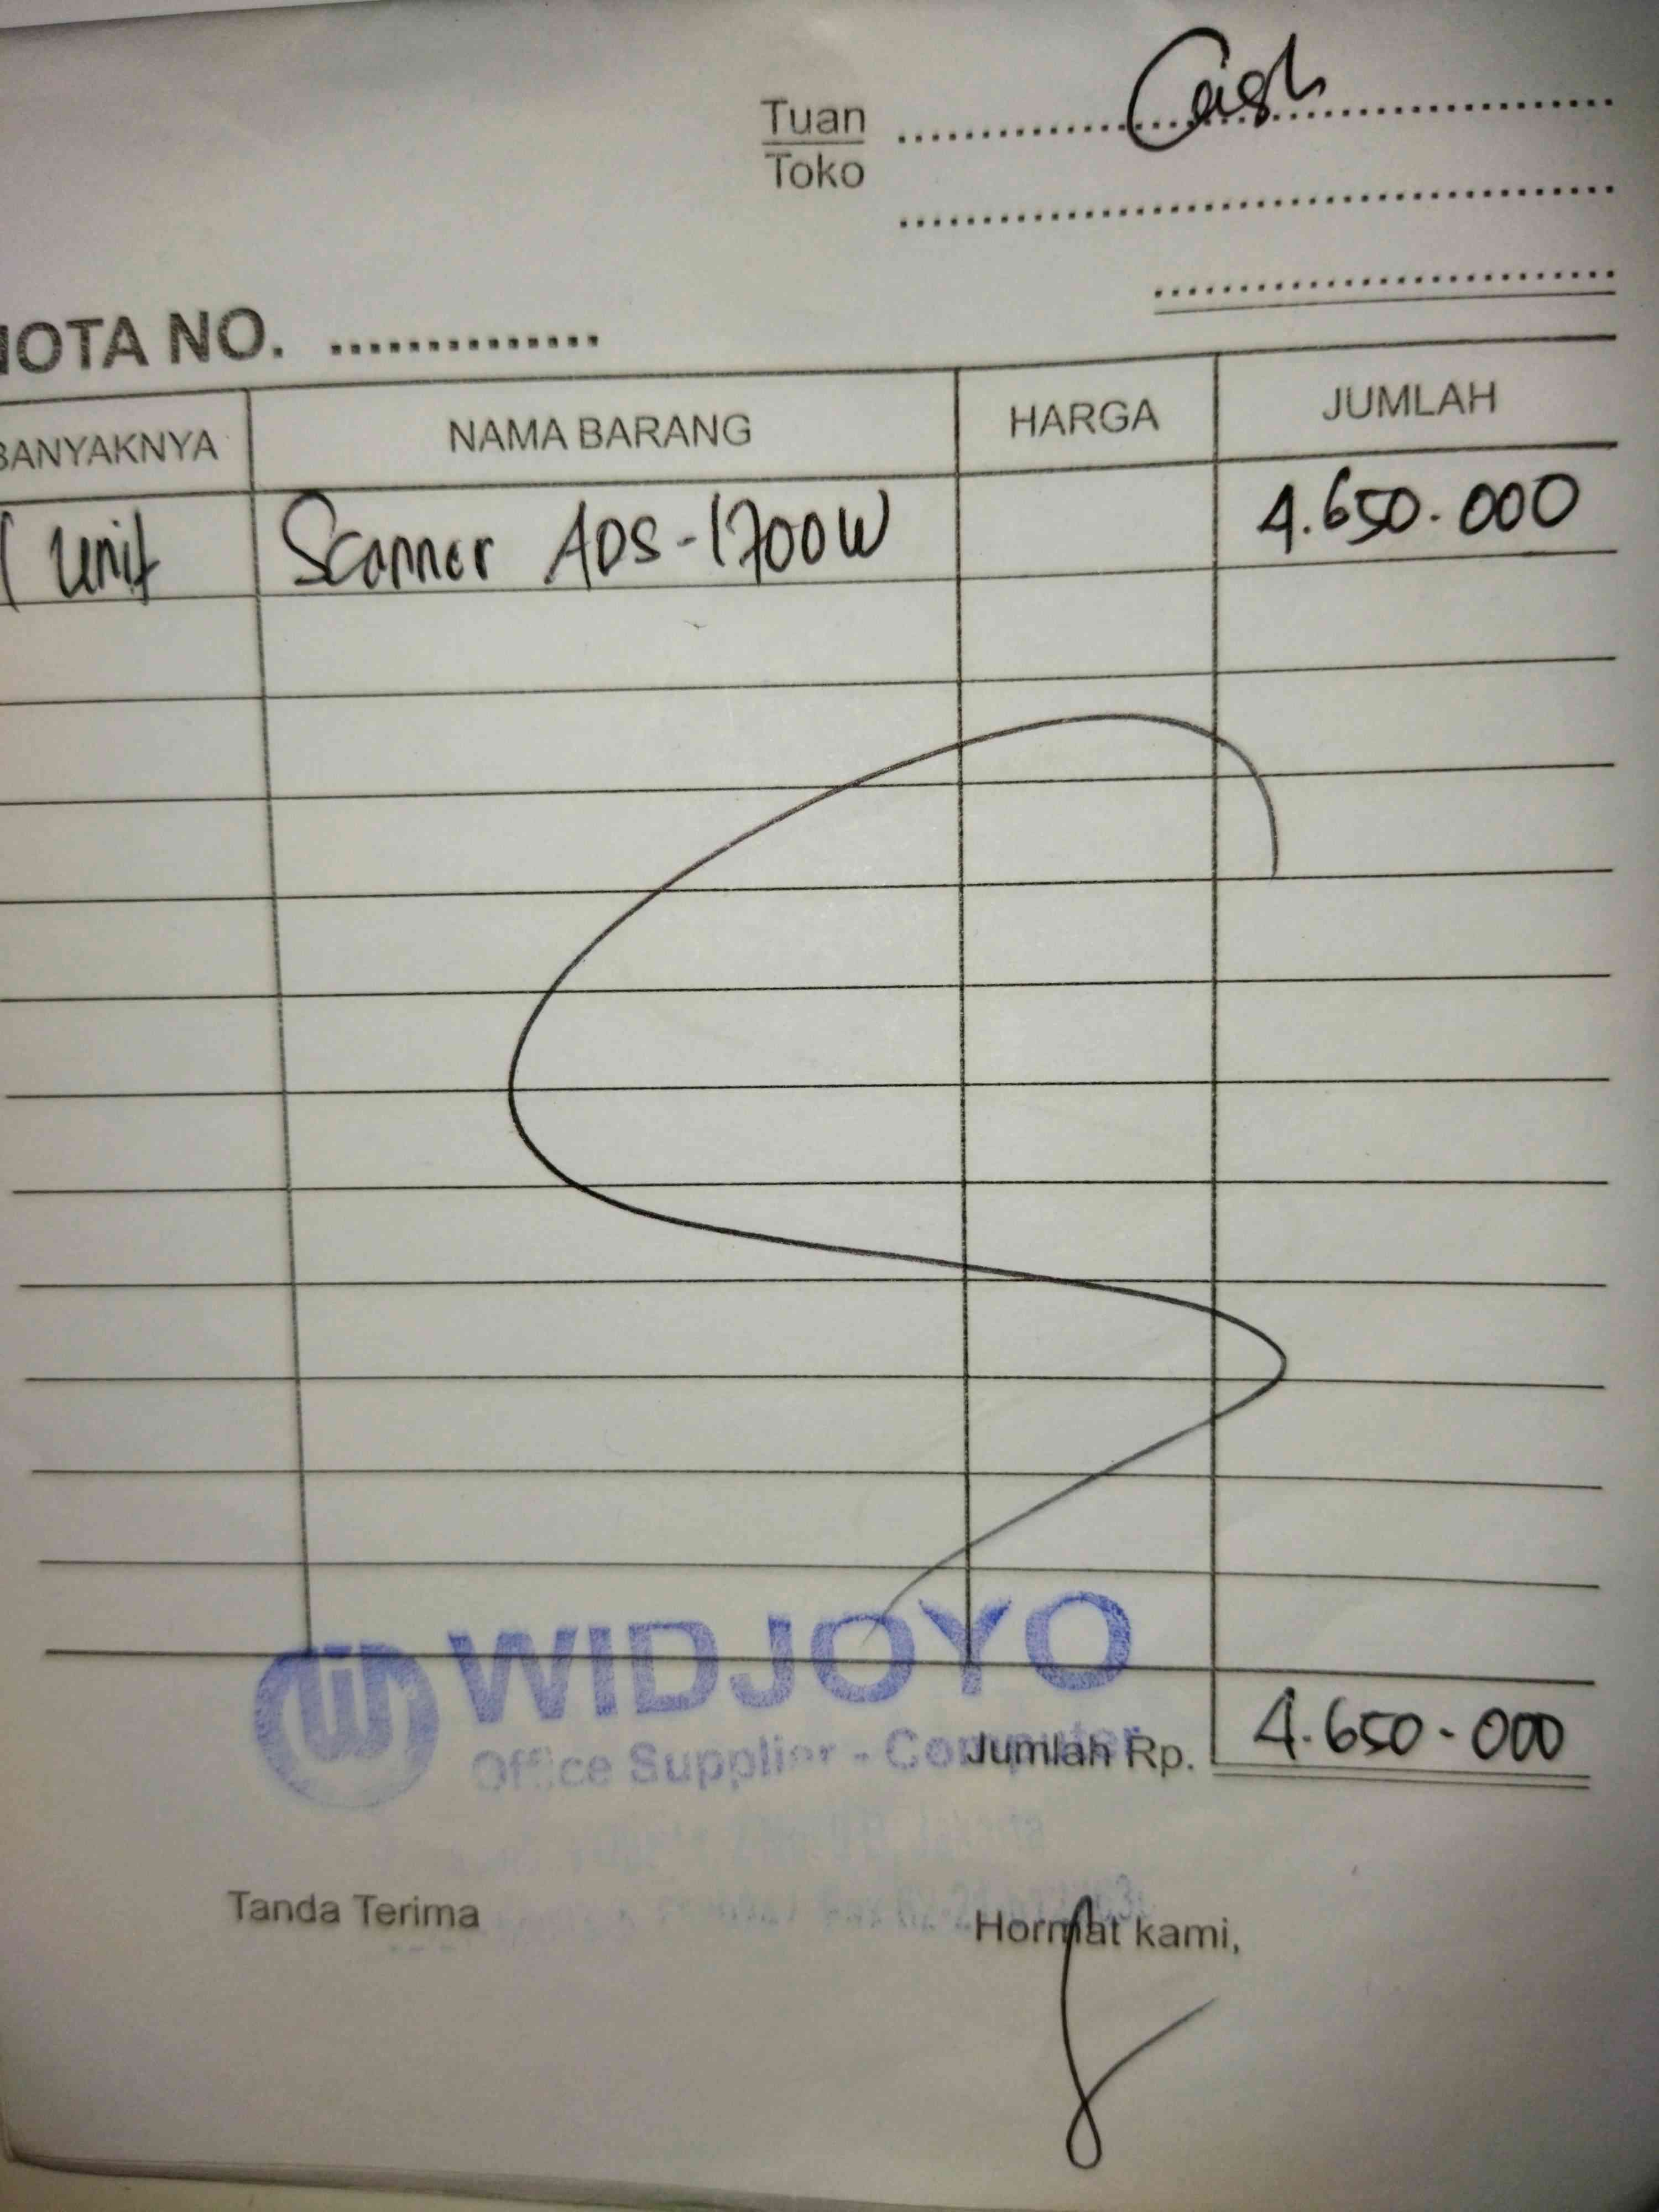 Tuan Cash
Toko
NOTA NO.
BANYAKNYA NAMA BARANG HARGA JUMLAH
1 Unit Scanner ADS-1700W 4.650.000
WIDJOYO
Office Supplier - Computer
Jumlah Rp. 4.650.000
Tanda Terima
Hormat kami,